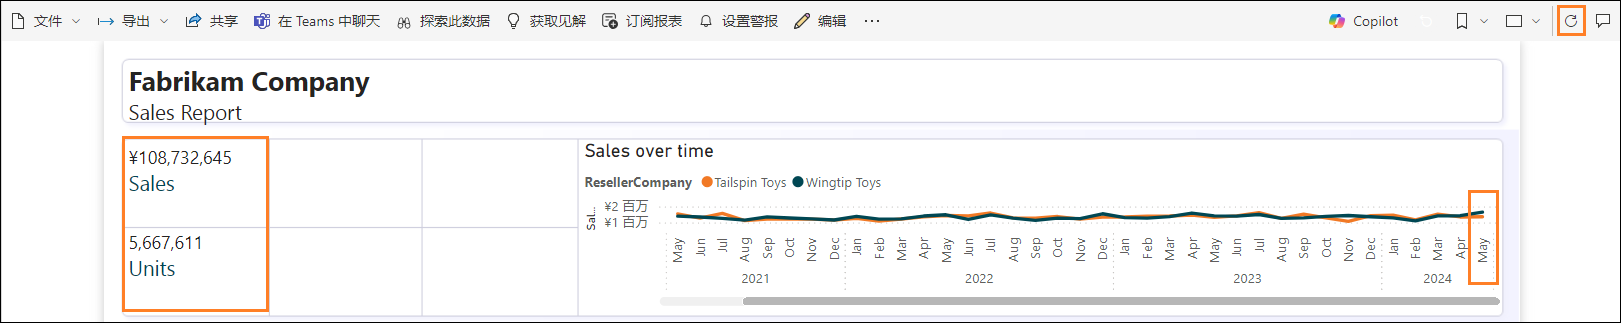 文件 导出 共享 在 Teams 中聊天 探索此数据 获取见解 订阅报表 设置警报 编辑 ··· Copilot
Fabrikam Company
Sales Report
¥108,732,645
Sales
5,667,611
Units
Sales over time
ResellerCompany Tailspin Toys Wingtip Toys
Sal...
¥2 百万
¥1 百万
May Jun Jul Aug Sep Oct Nov Dec Jan Feb Mar Apr May Jun Jul Aug Sep Oct Nov Dec Jan Feb Mar Apr May Jun Jul Aug Sep Oct Nov Dec Jan Feb Mar Apr May
2021 2022 2023 2024